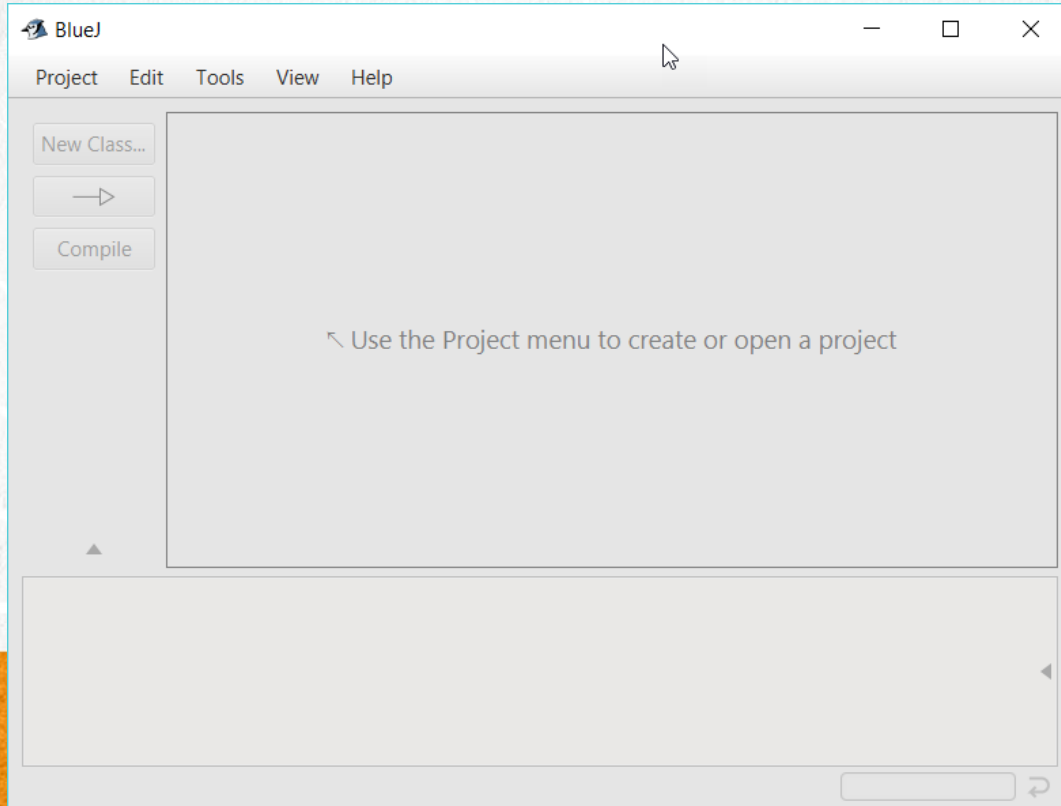 BlueJ
Project Edit Tools View Help
New Class...
Compile
Use the Project menu to create or open a project